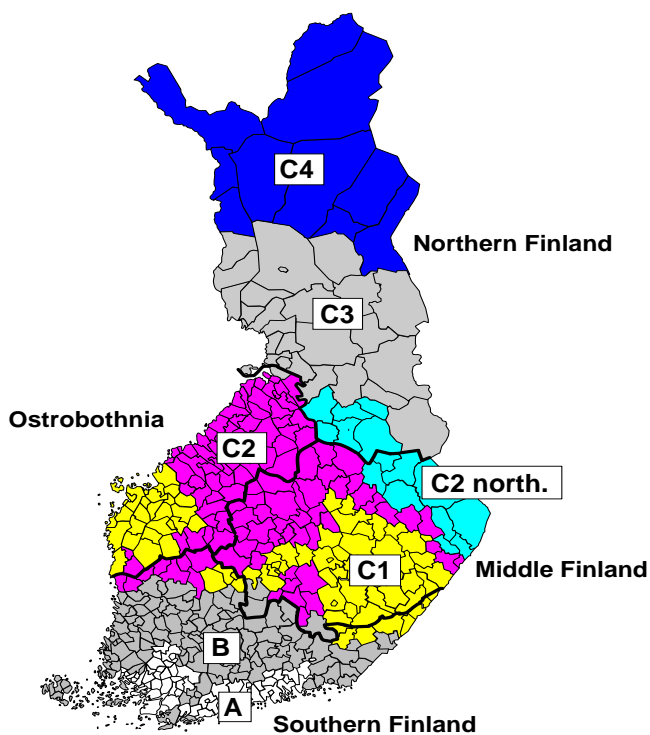 C4
Northern Finland
C3
Ostrobothnia
C2
C2 north.
C1
Middle Finland
B
A
Southern Finland